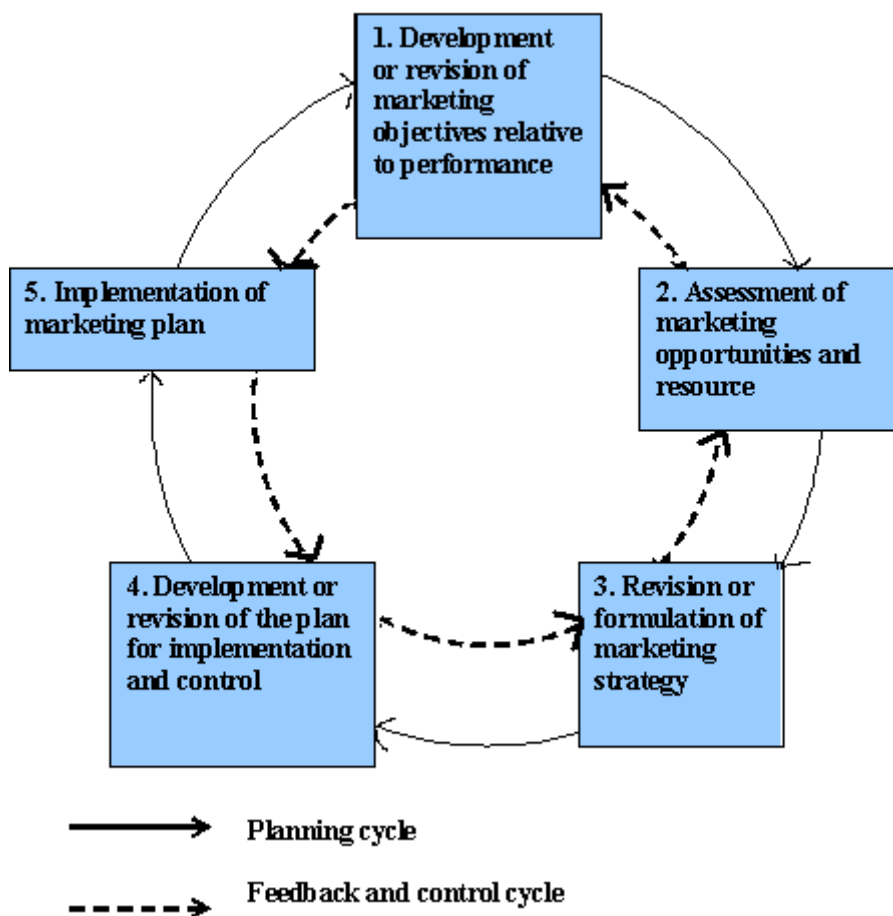 1. Development
or revision of
marketing
objectives relative
to performance
2. Assessment of
marketing
opportunities and
resource
3. Revision or
formulation of
marketing
strategy
4. Development or
revision of the plan
for implementation
and control
5. Implementation of
marketing plan
Planning cycle
Feedback and control cycle